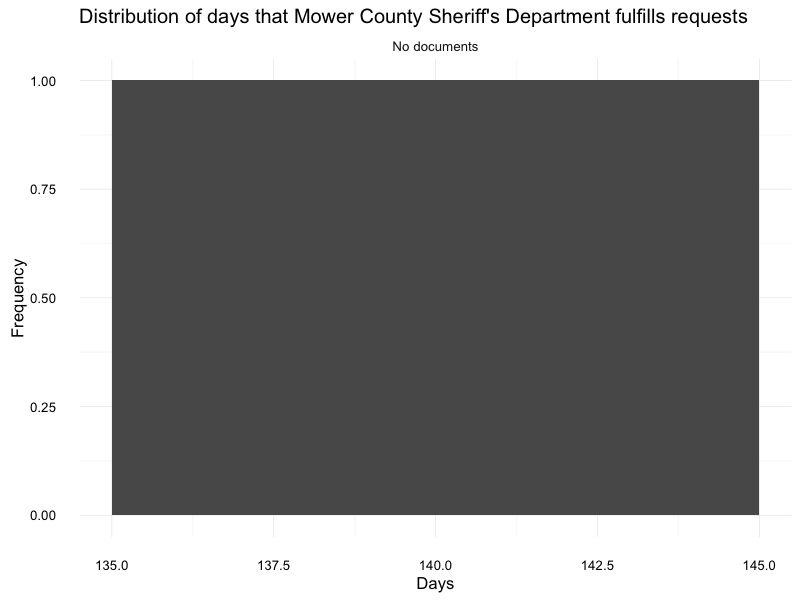 Distribution of days that Mower County Sheriff's Department fulfills requests
No documents
1.00
0.75
0.50
0.25
0.00
Frequency
135.0 137.5 140.0 142.5 145.0
Days